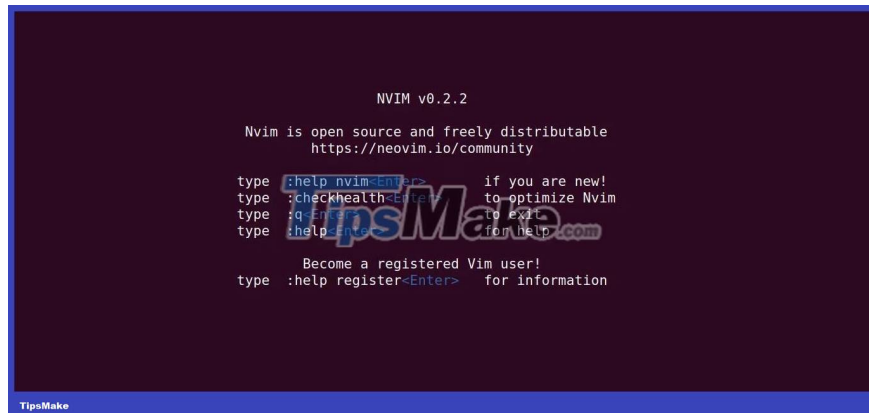 NVIM v0.2.2
Nvim is open source and freely distributable
https://neovim.io/community
type :help nvim<Enter> if you are new!
type :checkhealth<Enter> to optimize Nvim
type :q<Enter> to exit
type :help<Enter> for help
TipsMake.com
Become a registered Vim user!
type :help register<Enter> for information
TipsMake